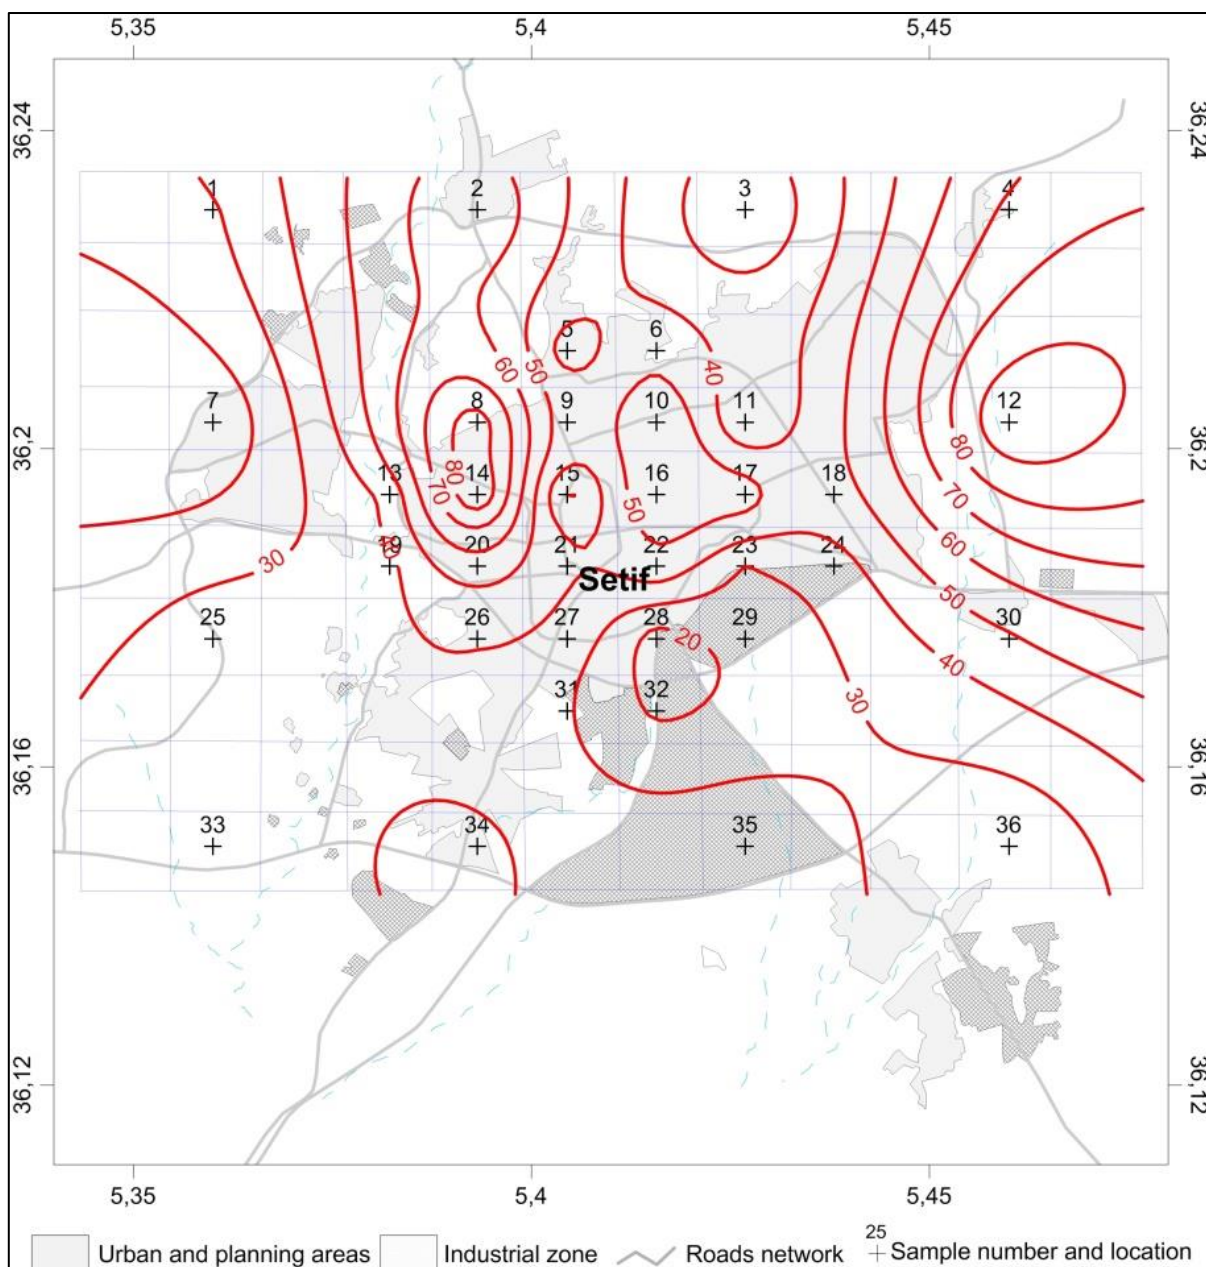 5,35 5,4 5,45
36,24 36,24
1 2 3 4
5 6
60 50 40
7 8 9 10 11 12
36,2 36,2
80 80
13 14 15 16 17 18
70 50 70
19 20 21 22 23 24
40 60
30
Setif
50
25 26 27 28 29 30
20
40
31 32
30
36,16 36,16
33 34 35 36
36,12 36,12
5,35 5,4 5,45
Urban and planning areas Industrial zone Roads network 25 Sample number and location